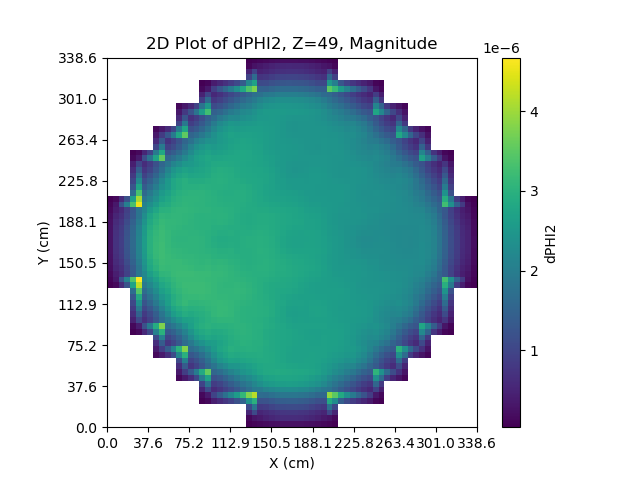 2D Plot of dPHI2, Z=49, Magnitude
1e-6
338.6
301.0
263.4
225.8
188.1
150.5
112.9
75.2
37.6
0.0
Y (cm)
0.0 37.6 75.2 112.9 150.5 188.1 225.8 263.4 301.0 338.6
X (cm)
4
3
2
1
dPHI2